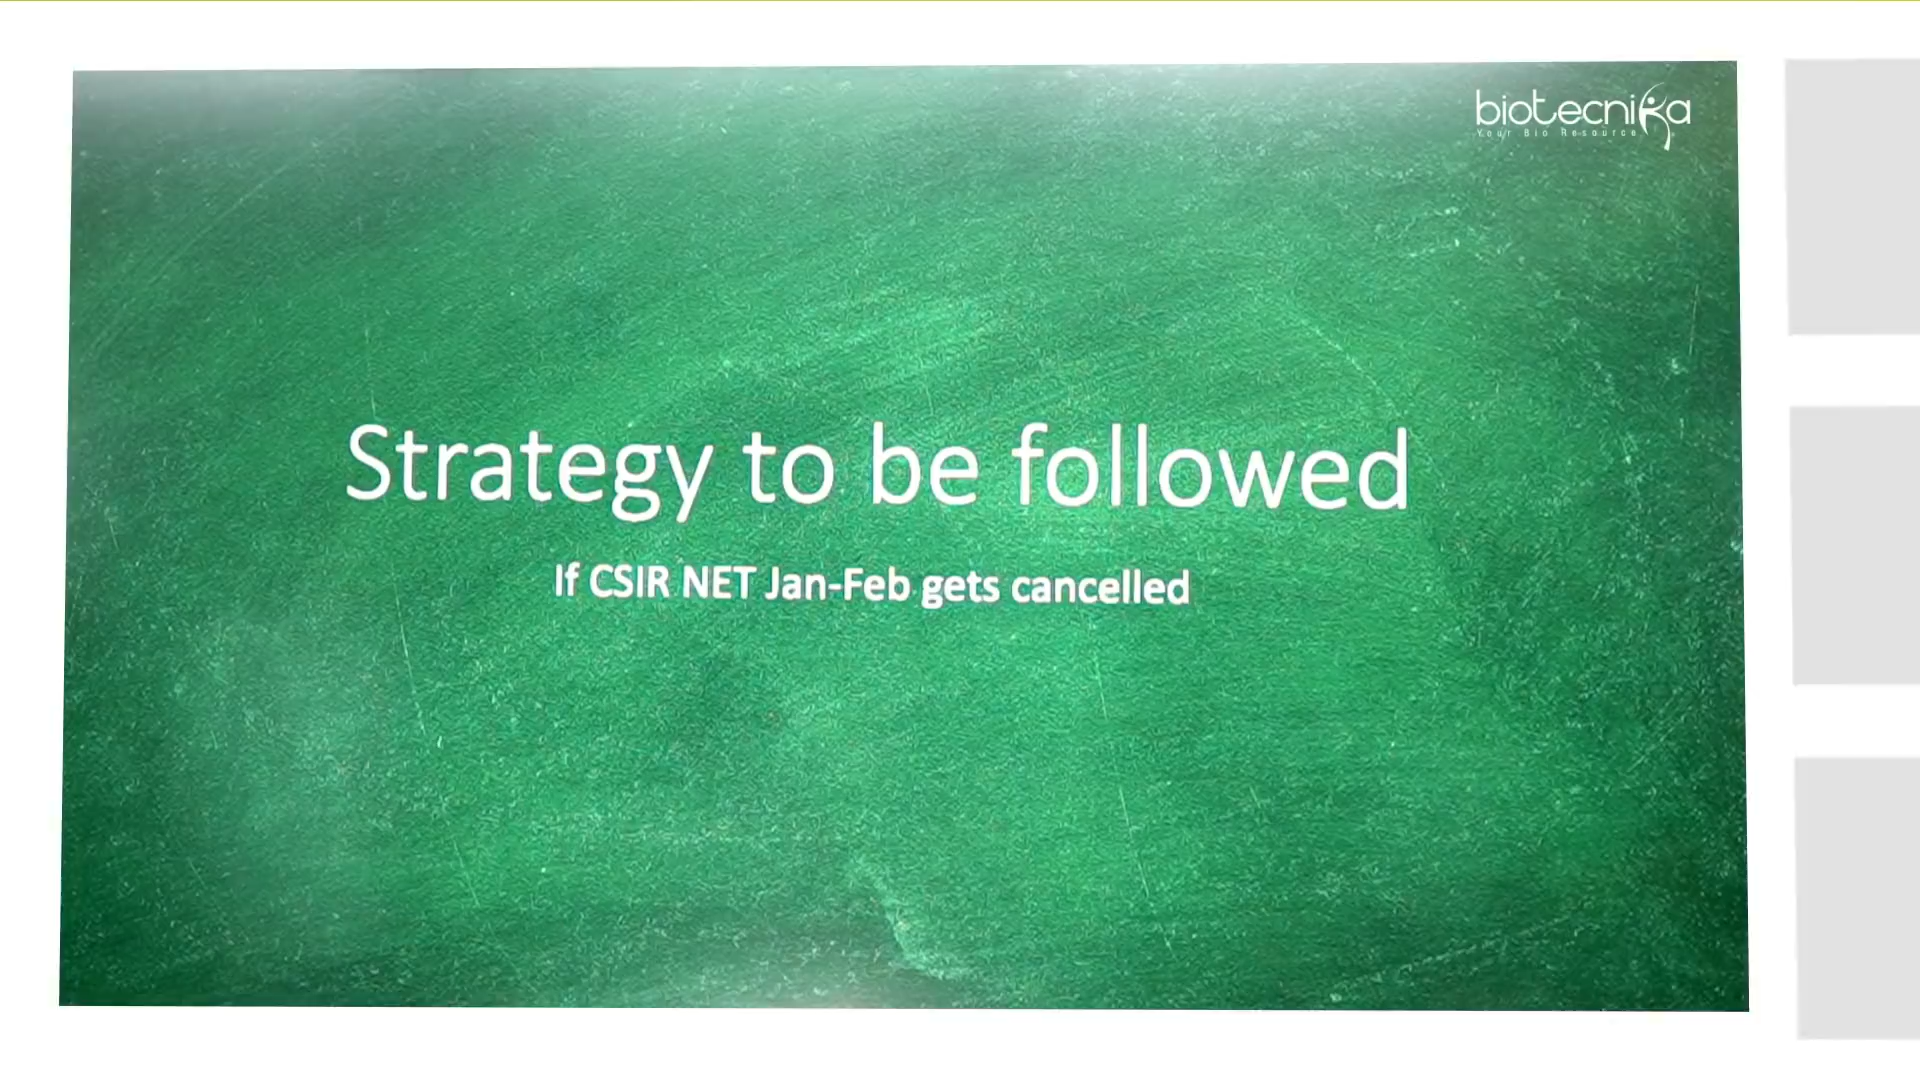 biotecnika
Your Bio Resource
Strategy to be followed
If CSIR NET Jan-Feb gets cancelled